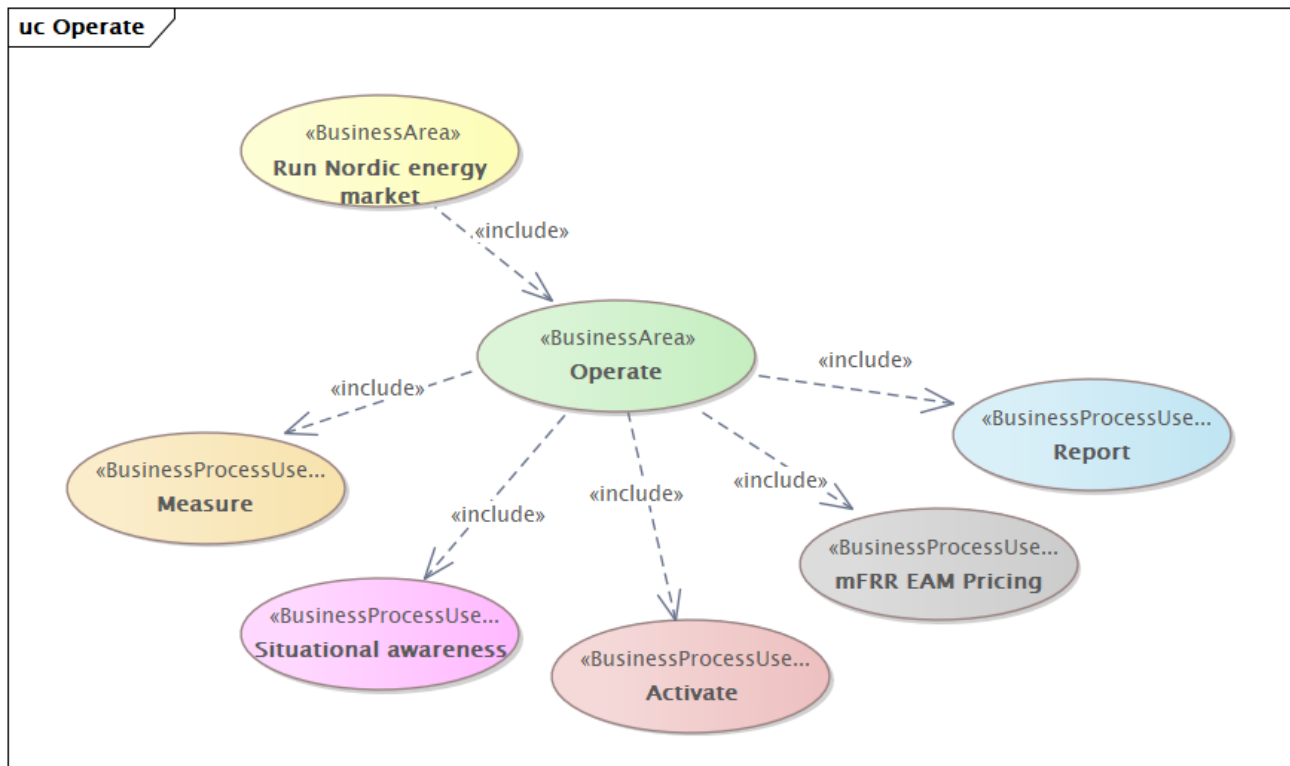 uc Operate
«BusinessArea»
Run Nordic energy
market
«include»
«BusinessArea»
Operate
«include»
«include»
«BusinessProcessUse...
Report
«BusinessProcessUse...
Measure
«include»
«include»
«include»
«BusinessProcessUse...
mFRR EAM Pricing
«BusinessProcessUse...
Situational awareness
«BusinessProcessUse...
Activate